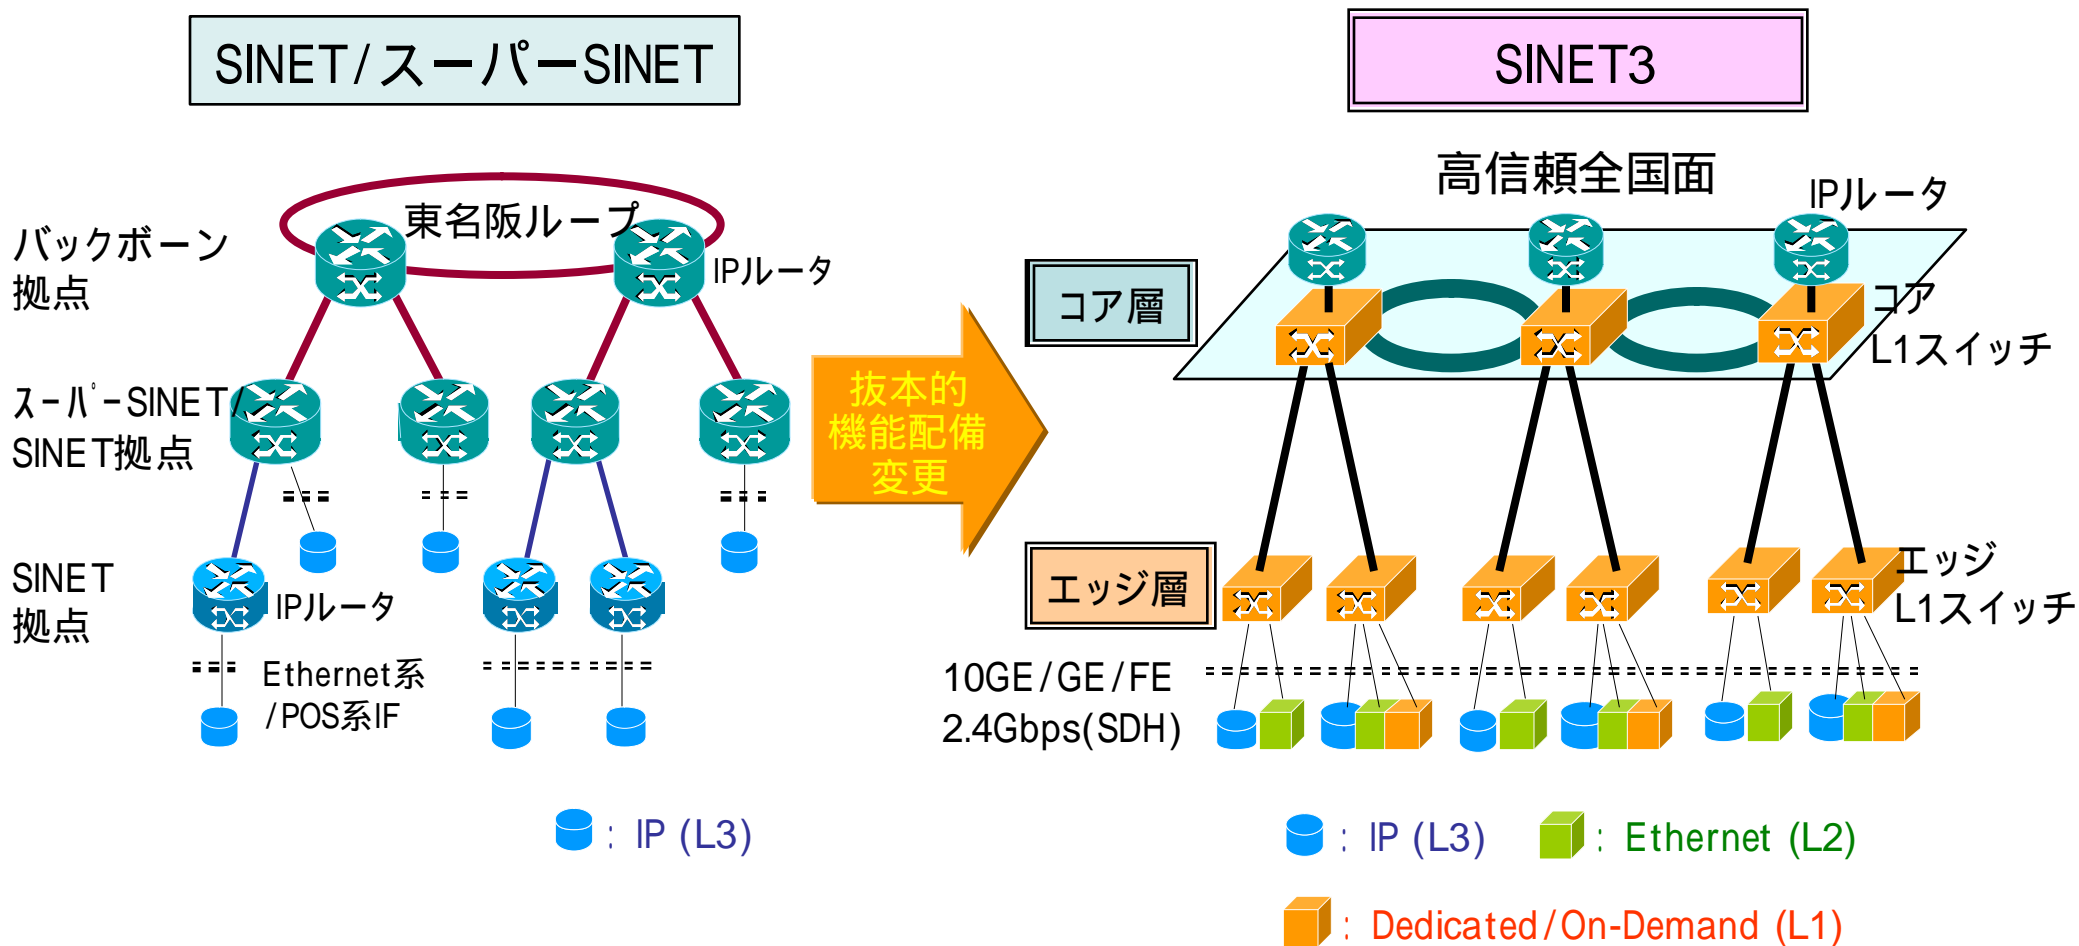 SINET/スーパーSINET
SINET3
高信頼全国面
東名阪ループ
IPルータ
バックボーン
拠点
IPルータ
コア層
コア
L1スイッチ
抜本的
機能配備
変更
スーパーSINET/
SINET拠点
エッジ層
エッジ
L1スイッチ
SINET
拠点
IPルータ
Ethernet系
/POS系IF
10GE/GE/FE
2.4Gbps(SDH)
: IP (L3)
: IP (L3)
: Ethernet (L2)
: Dedicated/On-Demand (L1)